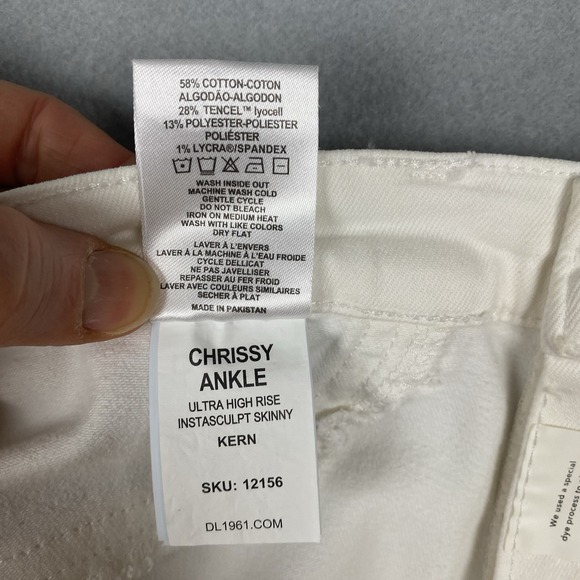 58% COTTON-COTON
ALGODÃO-ALGODON
28% TENCEL™ lyocell
13% POLYESTER-POLIESTER
POLIÉSTER
1% LYCRA®/SPANDEX
WASH INSIDE OUT
MACHINE WASH COLD
GENTLE CYCLE
DO NOT BLEACH
IRON ON MEDIUM HEAT
WASH WITH LIKE COLORS
DRY FLAT
LAVER À L'ENVERS
LAVER À LA MACHINE À L'EAU FROIDE
CYCLE DELLICAT
NE PAS JAVELLISER
REPASSER AU FER FROID
LAVER AVEC COULEURS SIMILAIRES
SECHER À PLAT
MADE IN PAKISTAN
CHRISSY
ANKLE
ULTRA HIGH RISE
INSTASCULPT SKINNY
KERN
SKU: 12156
DL1961.COM
We used a special
dye process to